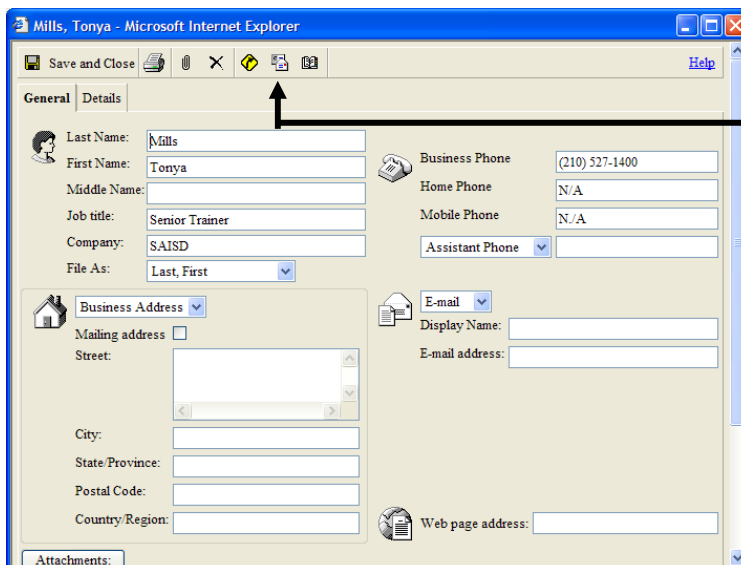 Mills, Tonya - Microsoft Internet Explorer
Save and Close
Help
General Details
Last Name: Mills
First Name: Tonya
Middle Name:
Job title: Senior Trainer
Company: SAISD
File As: Last, First
Business Phone (210) 527-1400
Home Phone N/A
Mobile Phone N./A
Assistant Phone
Business Address
Mailing address
Street:
City:
State/Province:
Postal Code:
Country/Region:
E-mail
Display Name:
E-mail address:
Web page address:
Attachments: